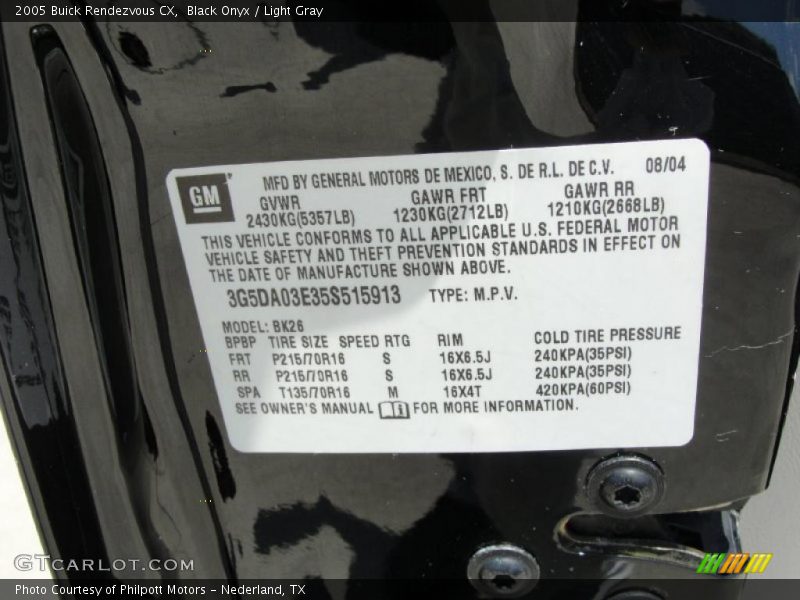 2005 Buick Rendezvous CX, Black Onyx / Light Gray
GM
MFD BY GENERAL MOTORS DE MEXICO, S. DE R.L. DE C.V. 08/04
GVWR GAWR FRT GAWR RR
2430KG(5357LB) 1230KG(2712LB) 1210KG(2668LB)
THIS VEHICLE CONFORMS TO ALL APPLICABLE U.S. FEDERAL MOTOR
VEHICLE SAFETY AND THEFT PREVENTION STANDARDS IN EFFECT ON
THE DATE OF MANUFACTURE SHOWN ABOVE.
3G5DA03E35S515913 TYPE: M.P.V.
MODEL: BK26
BPBP TIRE SIZE SPEED RTG RIM COLD TIRE PRESSURE
FRT P215/70R16 S 16X6.5J 240KPA(35PSI)
RR P215/70R16 S 16X6.5J 240KPA(35PSI)
SPA T135/70R16 M 16X4T 420KPA(60PSI)
SEE OWNER'S MANUAL FOR MORE INFORMATION.
GTCARLOT.COM
Photo Courtesy of Philpott Motors - Nederland, TX